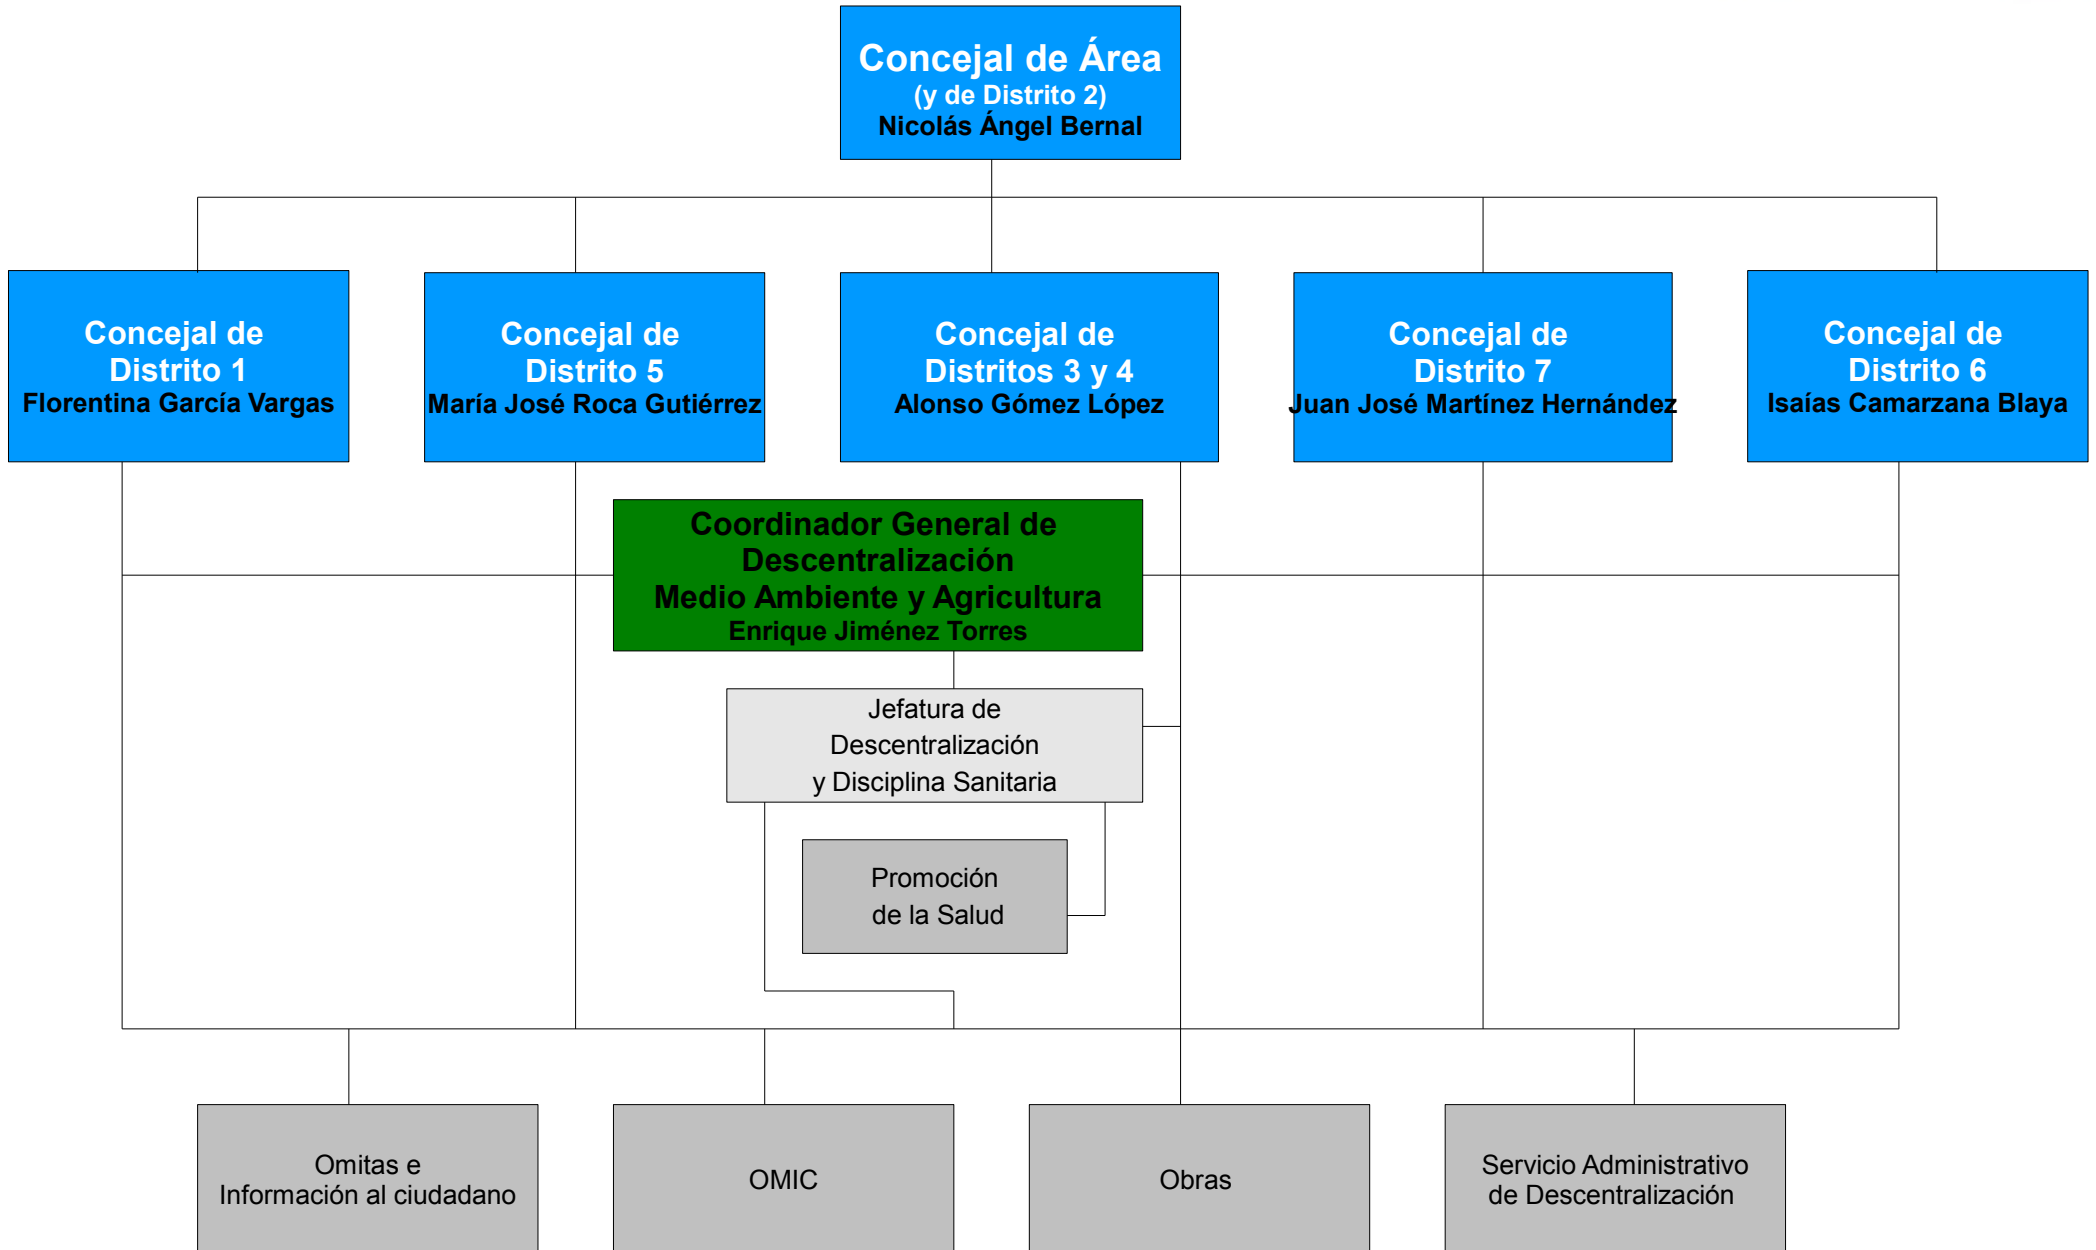 Concejal de Área
(y de Distrito 2)
Nicolás Ángel Bernal
Concejal de
Distrito 1
Florentina García Vargas
Concejal de
Distrito 5
María José Roca Gutiérrez
Concejal de
Distritos 3 y 4
Alonso Gómez López
Concejal de
Distrito 7
Juan José Martínez Hernández
Concejal de
Distrito 6
Isaías Camarzana Blaya
Coordinador General de
Descentralización
Medio Ambiente y Agricultura
Enrique Jiménez Torres
Jefatura de
Descentralización
y Disciplina Sanitaria
Promoción
de la Salud
Omitas e
Información al ciudadano
OMIC
Obras
Servicio Administrativo
de Descentralización